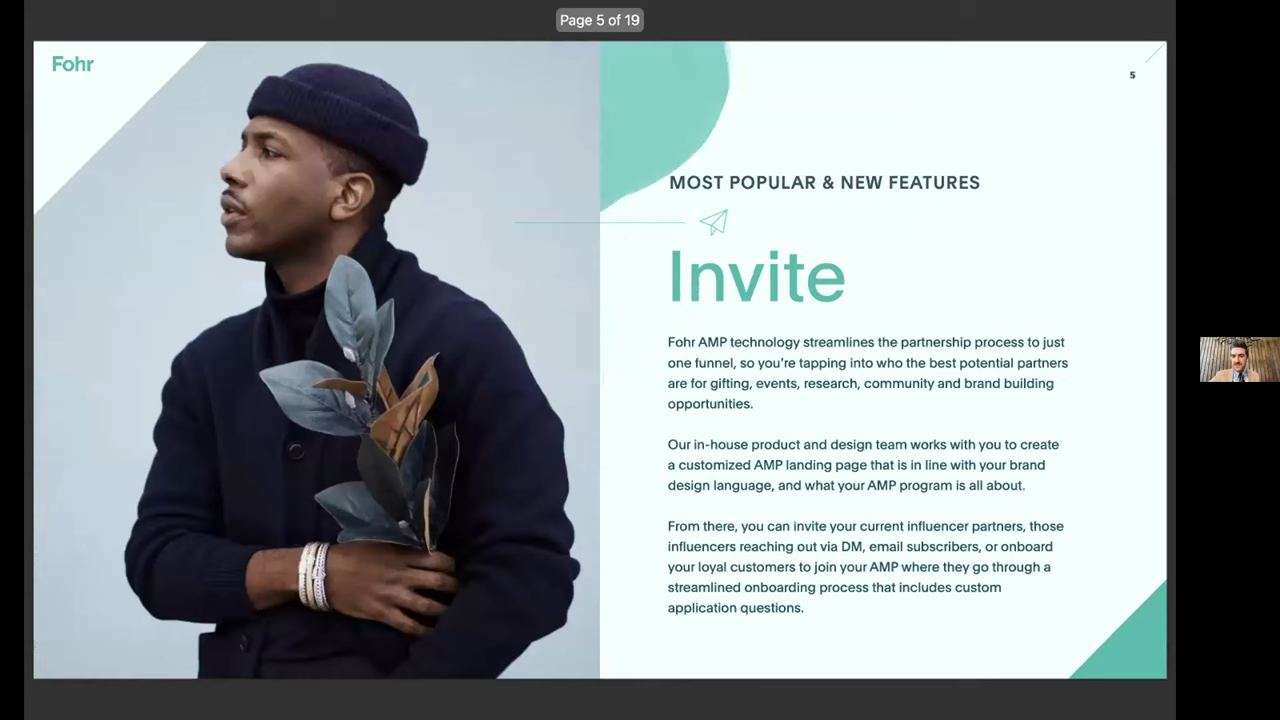 Page 5 of 19
Fohr
5
MOST POPULAR & NEW FEATURES
Invite
Fohr AMP technology streamlines the partnership process to just
one funnel, so you’re tapping into who the best potential partners
are for gifting, events, research, community and brand building
opportunities.
Our in-house product and design team works with you to create
a customized AMP landing page that is in line with your brand
design language, and what your AMP program is all about.
From there, you can invite your current influencer partners, those
influencers reaching out via DM, email subscribers, or onboard
your loyal customers to join your AMP where they go through a
streamlined onboarding process that includes custom
application questions.